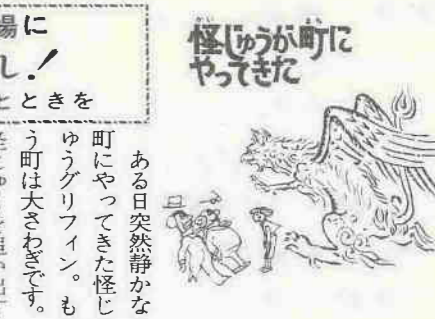 怪じゅうが町に
やってきた
場に
し！
とときを
ある日突然静かな
町にやってきた怪じ
ゅうグリフィン。も
う町は大さわぎです。